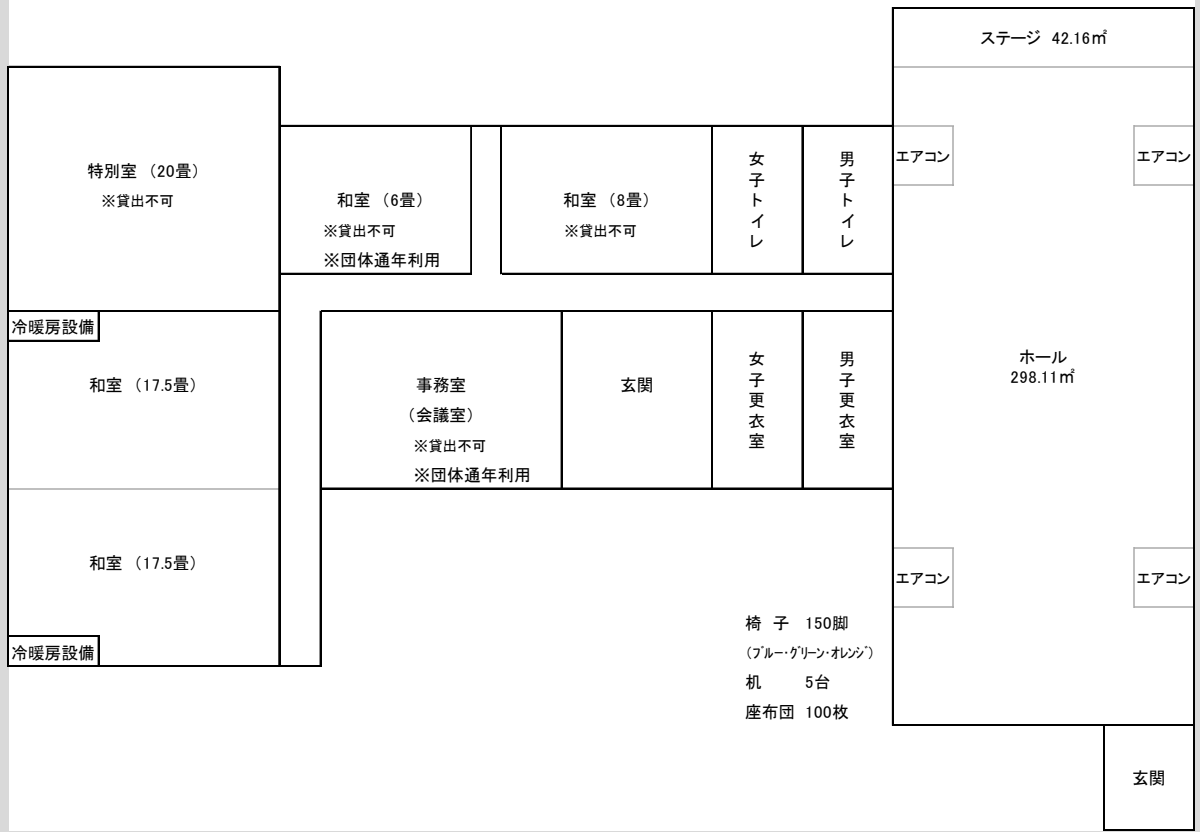 ステージ 42.16㎡
エアコン
エアコン
特別室 （20畳）
※貸出不可
和室 （6畳）
※貸出不可
※団体通年利用
和室 （8畳）
※貸出不可
女子トイレ
男子トイレ
冷暖房設備
和室 （17.5畳）
事務室
（会議室）
※貸出不可
※団体通年利用
玄関
女子更衣室
男子更衣室
ホール
298.11㎡
和室 （17.5畳）
冷暖房設備
エアコン
エアコン
椅 子 150脚
（ﾌﾞﾙｰ・ｸﾞﾘｰﾝ・ｵﾚﾝｼﾞ）
机 5台
座布団 100枚
玄関